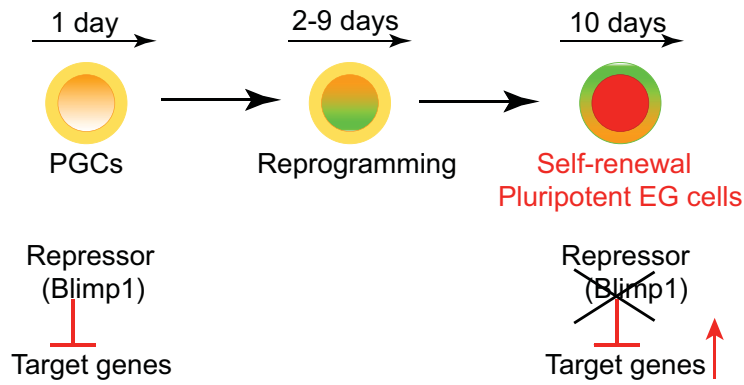 1 day
2-9 days
10 days
PGCs
Reprogramming
Self-renewal
Pluripotent EG cells
Repressor
(Blimp1)
Target genes
Repressor
(Blimp1)
Target genes